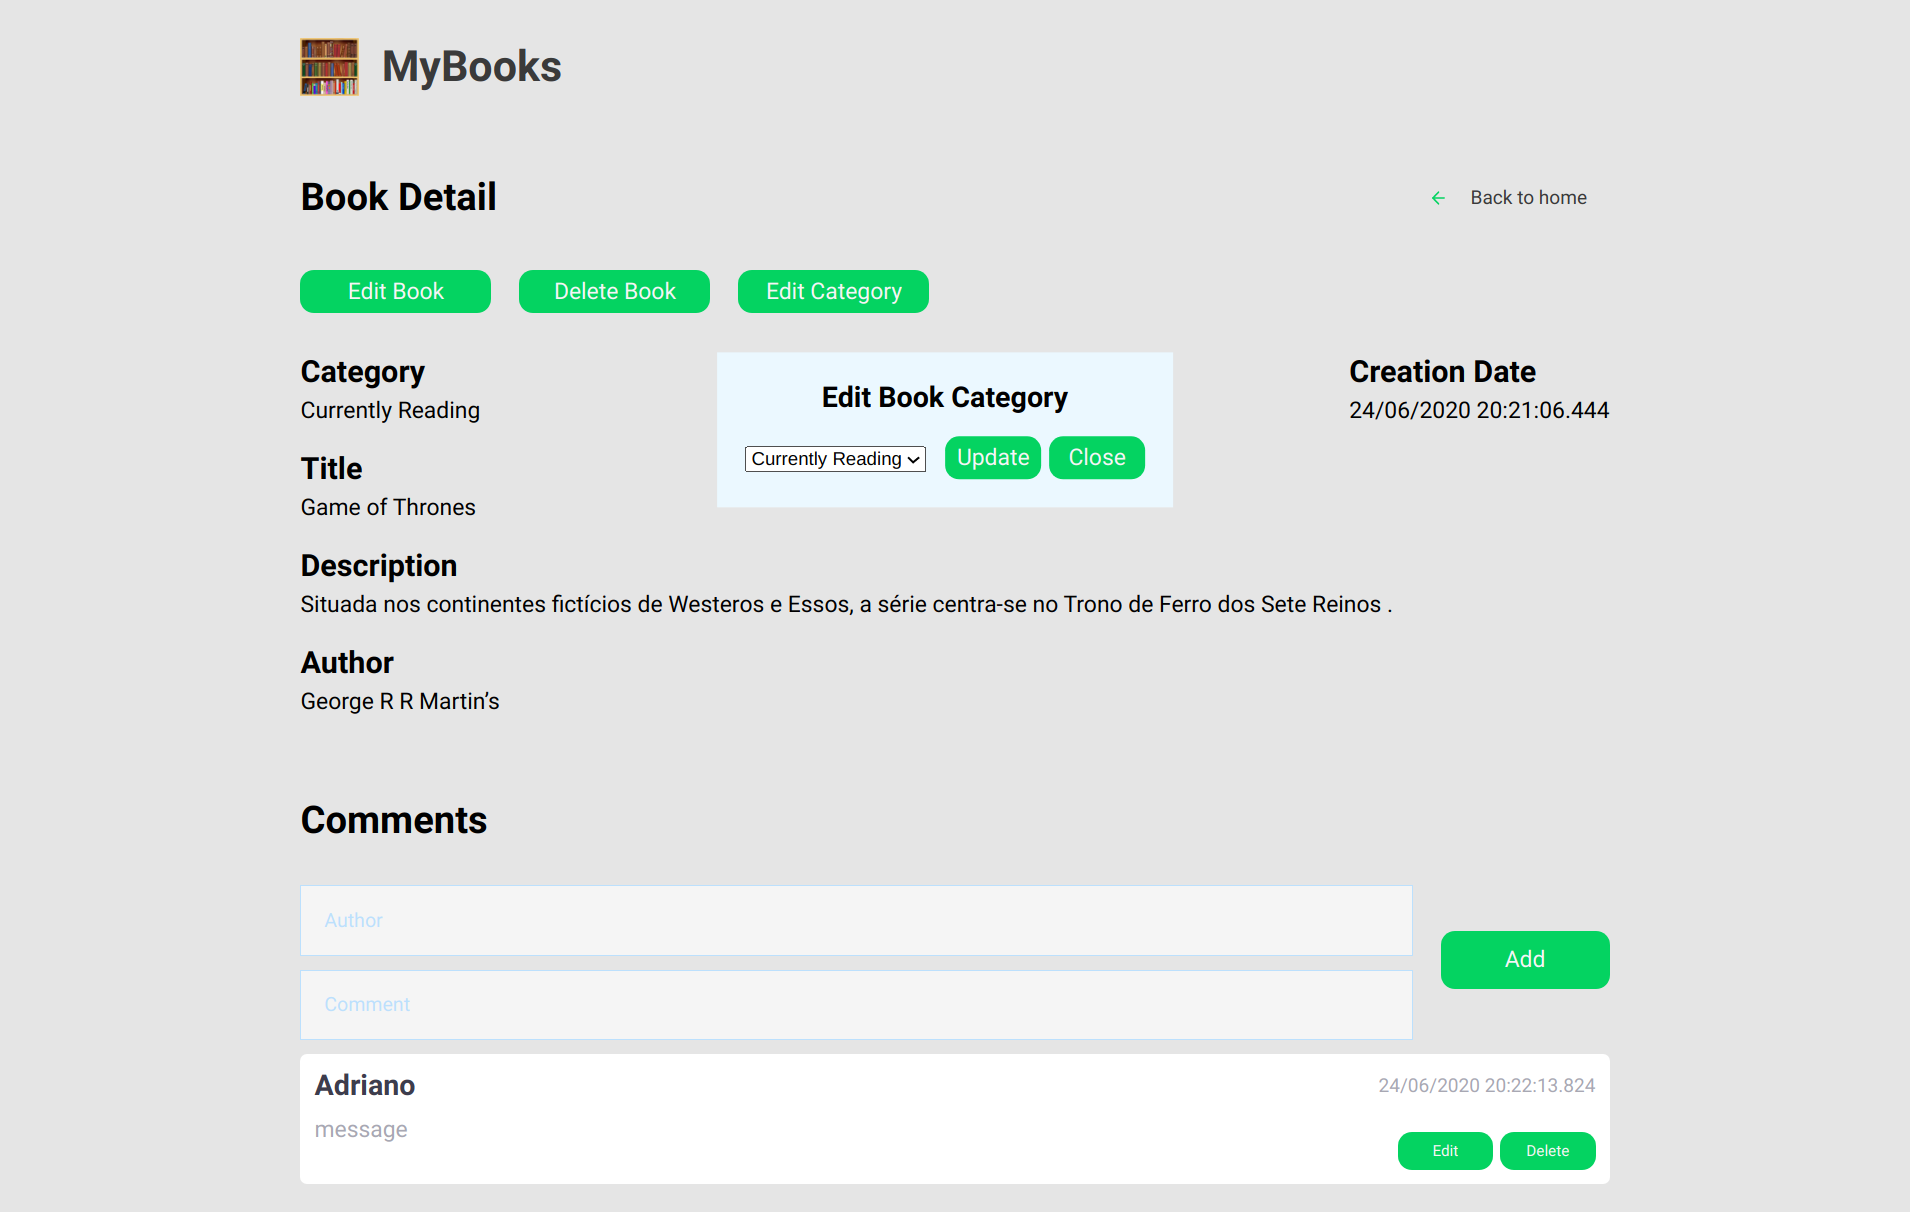 MyBooks
Book Detail
Back to home
Edit Book
Delete Book
Edit Category
Category
Currently Reading
Edit Book Category
Currently Reading
Update
Close
Creation Date
24/06/2020 20:21:06.444
Title
Game of Thrones
Description
Situada nos continentes fictícios de Westeros e Essos, a série centra-se no Trono de Ferro dos Sete Reinos .
Author
George R R Martin’s
Comments
Author
Comment
Add
Adriano
24/06/2020 20:22:13.824
message
Edit
Delete